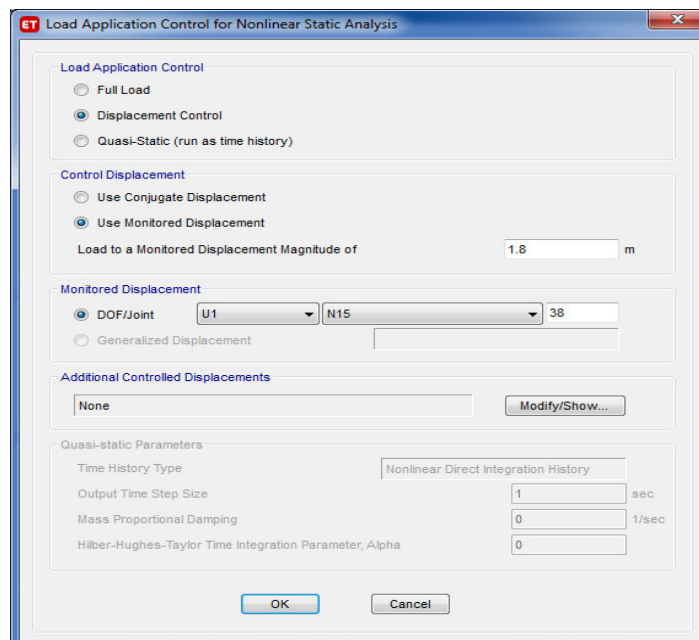 ET Load Application Control for Nonlinear Static Analysis
Load Application Control
Full Load
Displacement Control
Quasi-Static (run as time history)
Control Displacement
Use Conjugate Displacement
Use Monitored Displacement
Load to a Monitored Displacement Magnitude of 1.8 m
Monitored Displacement
DOF/Joint U1 N15 38
Generalized Displacement
Additional Controlled Displacements
None Modify/Show...
Quasi-static Parameters
Time History Type Nonlinear Direct Integration History
Output Time Step Size 1 sec
Mass Proportional Damping 0 1/sec
Hilber-Hughes-Taylor Time Integration Parameter, Alpha 0
OK Cancel